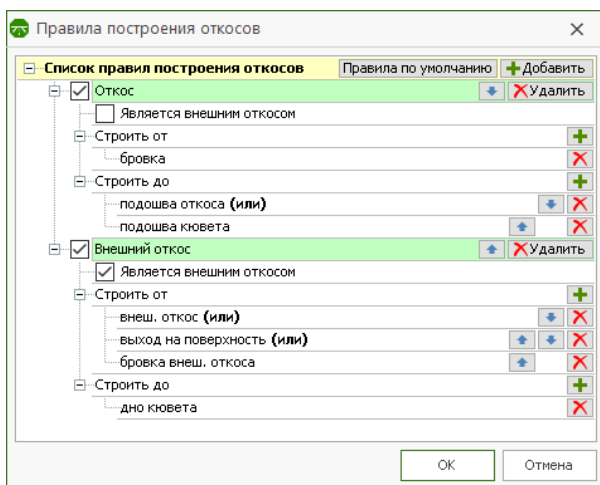 Правила построения откосов
Список правил построения откосов Правила по умолчанию Добавить
Откос Удалить
Является внешним откосом
Строить от
бровка
Строить до
подошва откоса (или)
подошва кювета
Внешний откос Удалить
Является внешним откосом
Строить от
внеш. откос (или)
выход на поверхность (или)
бровка внеш. откоса
Строить до
дно кювета
OK Отмена